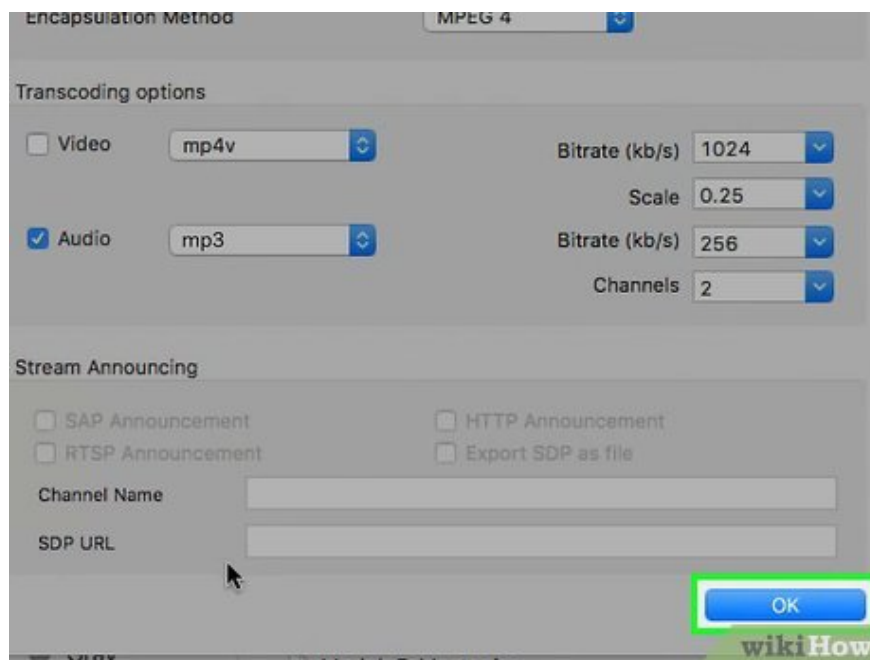 Encapsulation Method MPEG 4
Transcoding options
Video mp4v Bitrate (kb/s) 1024
Scale 0.25
Audio mp3 Bitrate (kb/s) 256
Channels 2
Stream Announcing
SAP Announcement HTTP Announcement
RTSP Announcement Export SDP as file
Channel Name
SDP URL
OK
wikiHow